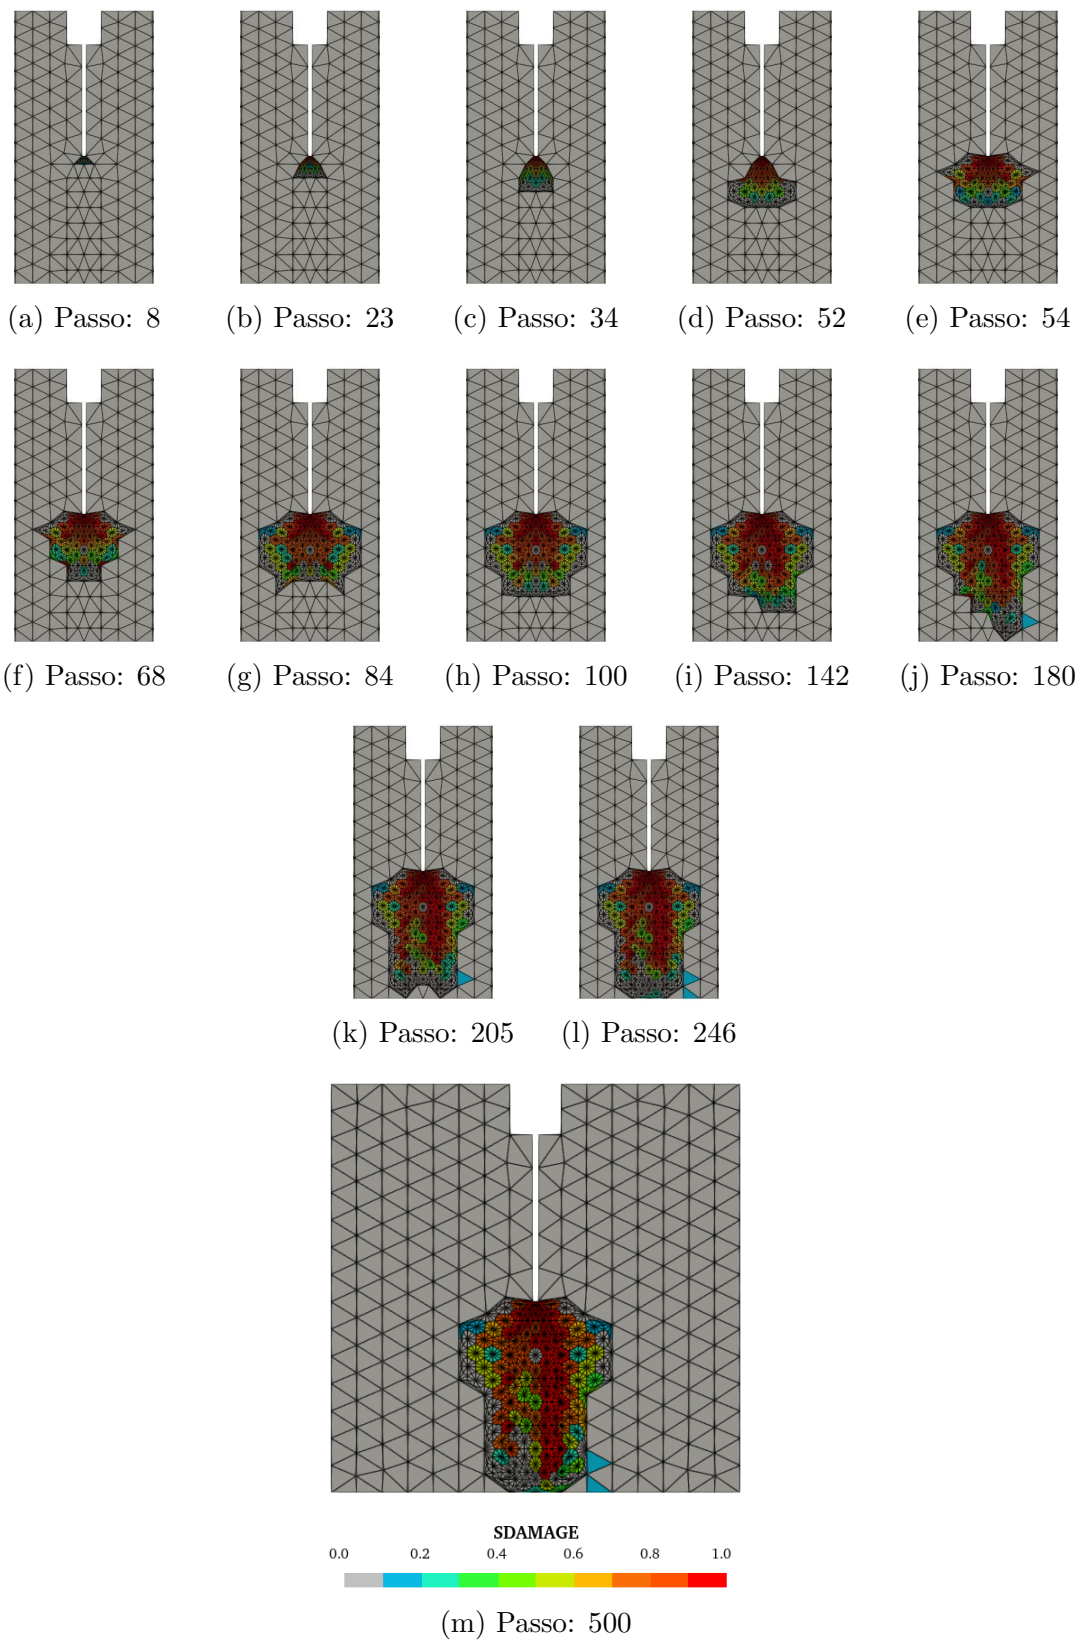 (a) Passo: 8 (b) Passo: 23 (c) Passo: 34 (d) Passo: 52 (e) Passo: 54
(f) Passo: 68 (g) Passo: 84 (h) Passo: 100 (i) Passo: 142 (j) Passo: 180
(k) Passo: 205 (l) Passo: 246
SDAMAGE
0.0 0.2 0.4 0.6 0.8 1.0
(m) Passo: 500